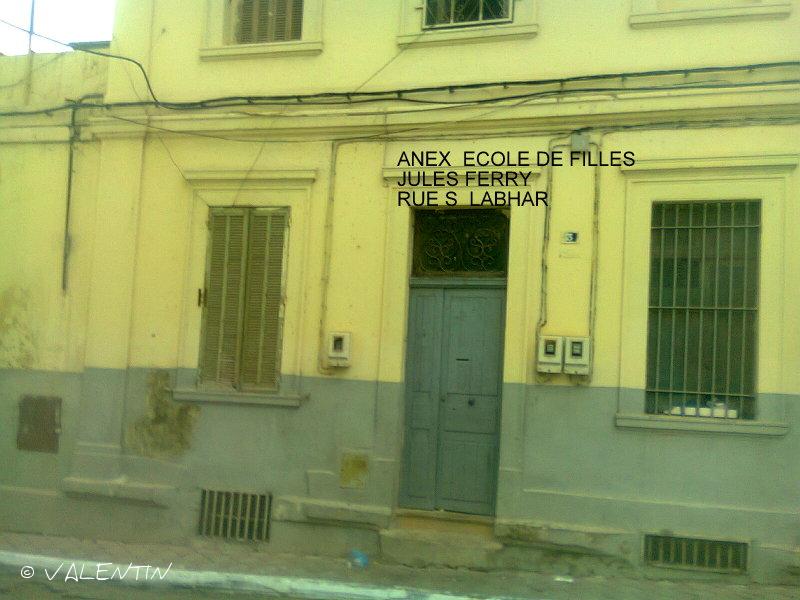 ANEX ECOLE DE FILLES
JULES FERRY
RUE S LABHAR
© VALENTIN